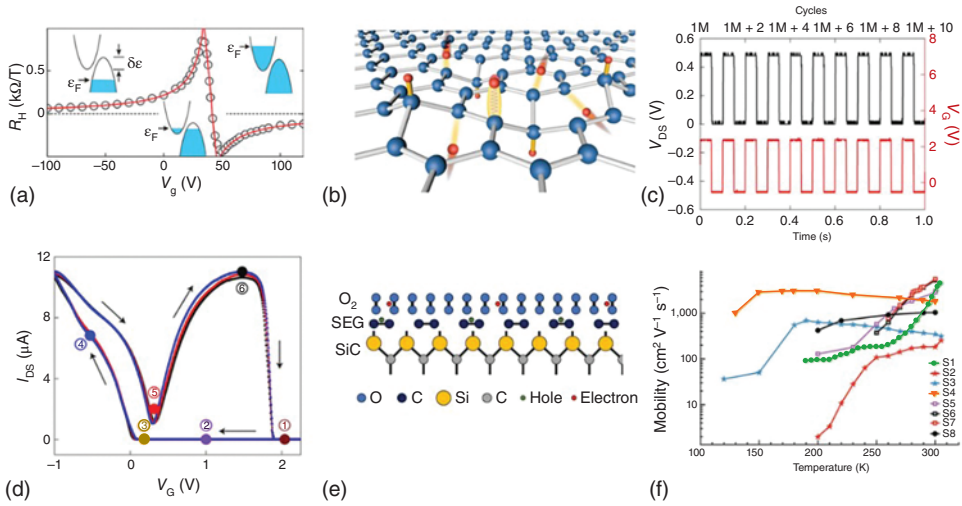 ε_F
δε
ε_F
ε_F
0.5
0
R_H (kΩ/T)
−100
−50
0
50
100
V_g (V)
(a)
(b)
Cycles
1M 1M + 2 1M + 4 1M + 6 1M + 8 1M + 10
0.6
0.4
0.2
0
−0.2
−0.4
−0.6
V_DS (V)
8
6
4
2
0
V_G (V)
0 0.2 0.4 0.6 0.8 1.0
Time (s)
(c)
12
8
4
0
I_DS (μA)
④
⑤
⑥
③
②
①
−1 0 1 2
V_G (V)
(d)
O₂
SEG
SiC
O C Si C Hole Electron
(e)
1,000
100
10
Mobility (cm² V⁻¹ s⁻¹)
S1
S2
S3
S4
S5
S6
S7
S8
100 150 200 250 300
Temperature (K)
(f)